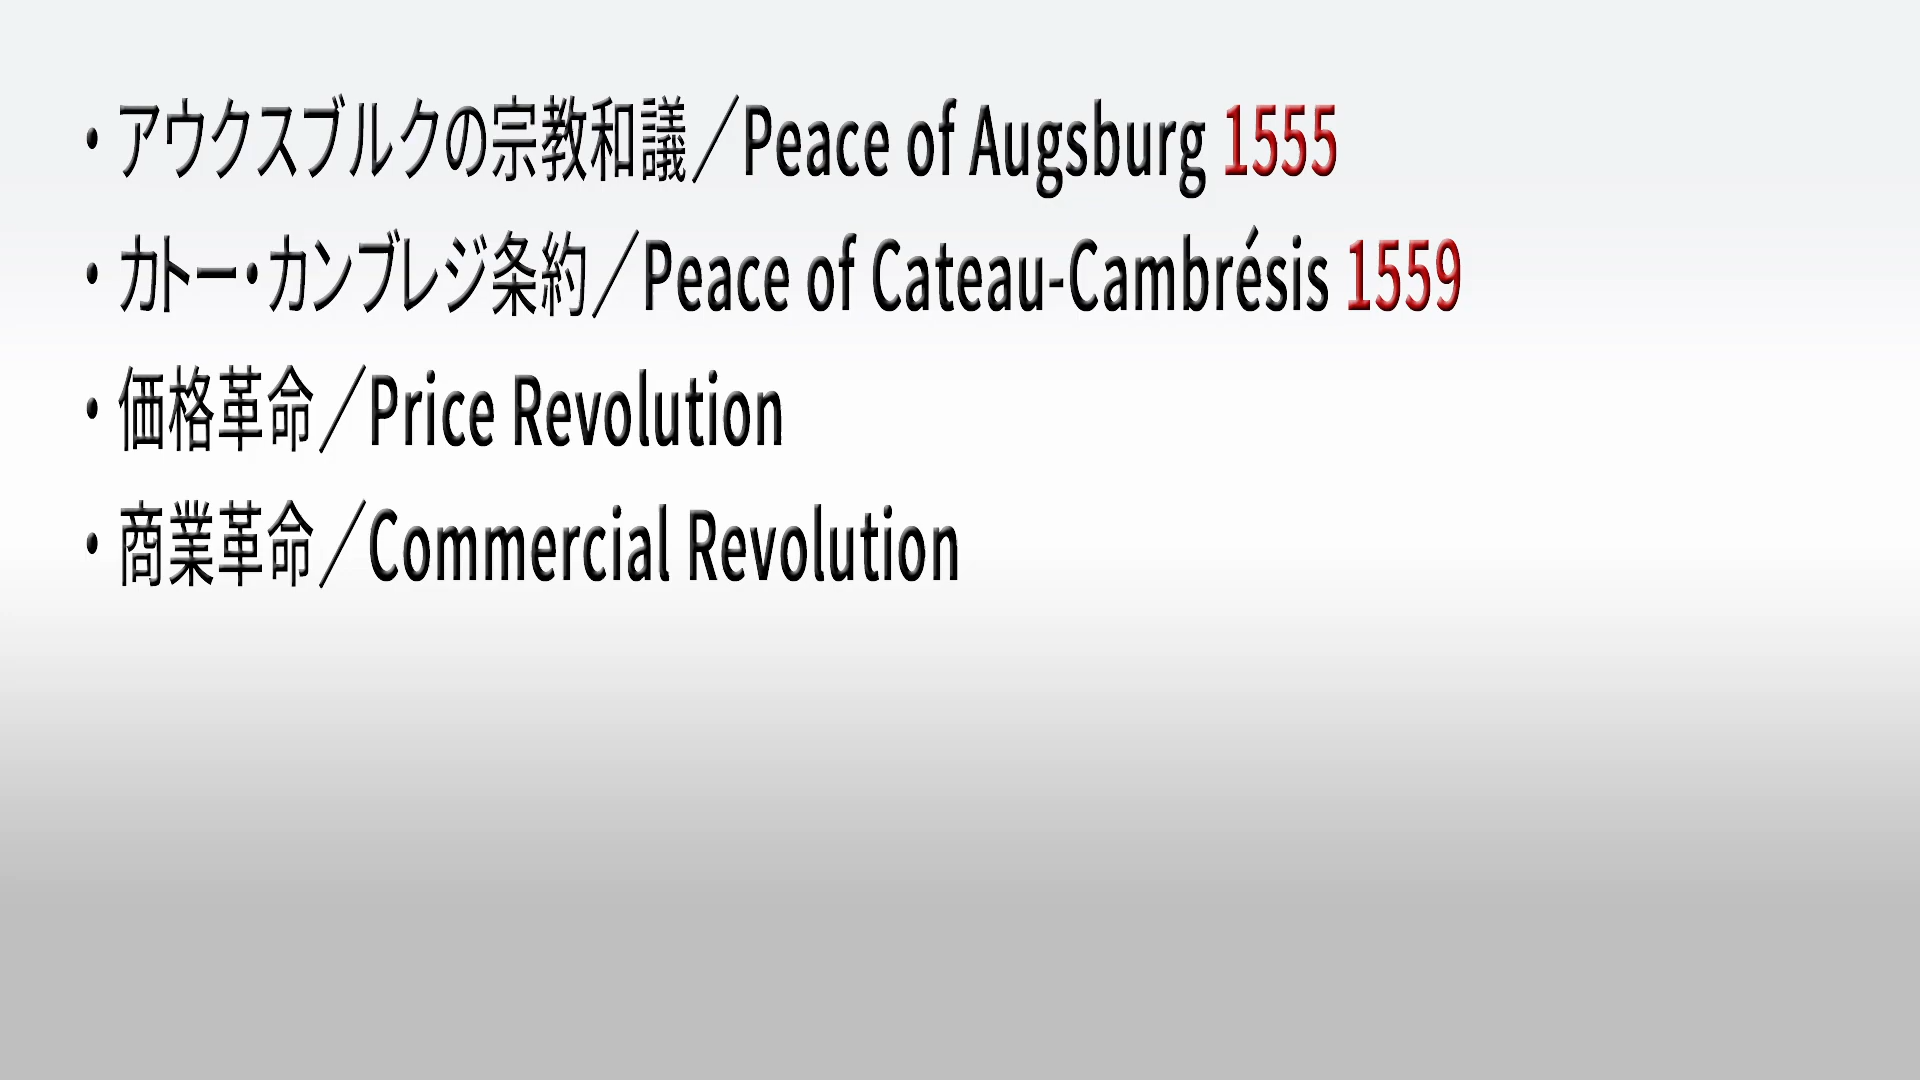 ・アウクスブルクの宗教和議／Peace of Augsburg 1555
・カトー・カンブレジ条約／Peace of Cateau-Cambrésis 1559
・価格革命／Price Revolution
・商業革命／Commercial Revolution